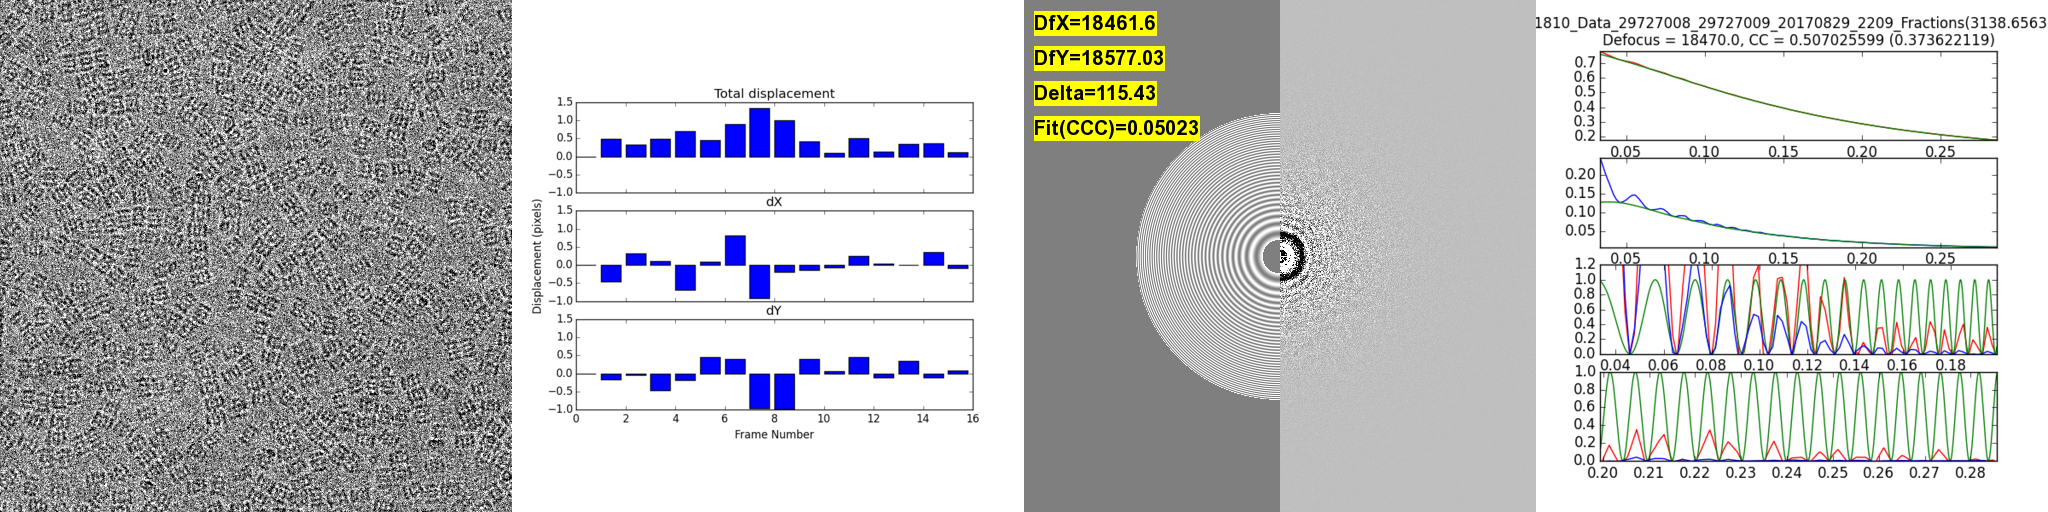 Total displacement
1.5
1.0
0.5
0.0
−0.5
−1.0
dX
1.5
1.0
0.5
0.0
−0.5
−1.0
Displacement (pixels)
dY
1.5
1.0
0.5
0.0
−0.5
−1.0
0 2 4 6 8 10 12 14 16
Frame Number
DfX=18461.6
DfY=18577.03
Delta=115.43
Fit(CCC)=0.05023
1810_Data_29727008_29727009_20170829_2209_Fractions(3138.6563
Defocus = 18470.0, CC = 0.507025599 (0.373622119)
0.7
0.6
0.5
0.4
0.3
0.2
0.05 0.10 0.15 0.20 0.25
0.20
0.15
0.10
0.05
0.05 0.10 0.15 0.20 0.25
1.2
1.0
0.8
0.6
0.4
0.2
0.0
0.04 0.06 0.08 0.10 0.12 0.14 0.16 0.18
1.0
0.8
0.6
0.4
0.2
0.0
0.20 0.21 0.22 0.23 0.24 0.25 0.26 0.27 0.28